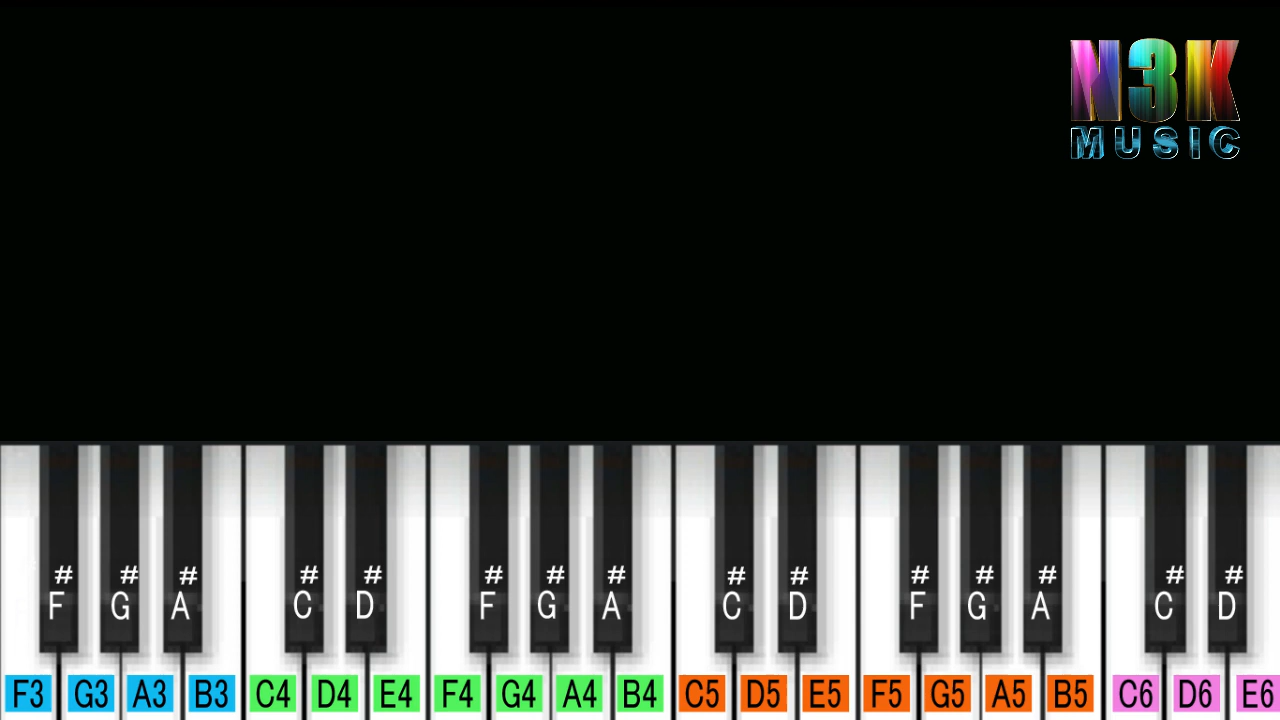 N3K
MUSIC
# # # # # # # # # # # # # # # # #
F G A C D F G A C D F G A C D
F3 G3 A3 B3 C4 D4 E4 F4 G4 A4 B4 C5 D5 E5 F5 G5 A5 B5 C6 D6 E6